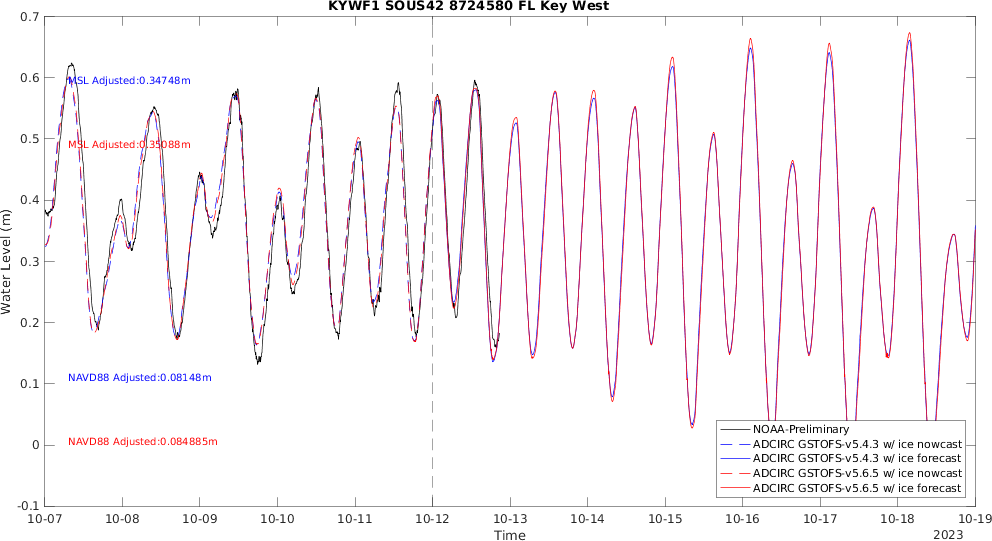 KYWF1 SOUS42 8724580 FL Key West
0.7
0.6
0.5
0.4
0.3
0.2
0.1
0
-0.1
Water Level (m)
MSL Adjusted:0.34748m
MSL Adjusted:0.35088m
NAVD88 Adjusted:0.08148m
NAVD88 Adjusted:0.084885m
NOAA-Preliminary
ADCIRC GSTOFS-v5.4.3 w/ ice nowcast
ADCIRC GSTOFS-v5.4.3 w/ ice forecast
ADCIRC GSTOFS-v5.6.5 w/ ice nowcast
ADCIRC GSTOFS-v5.6.5 w/ ice forecast
10-07 10-08 10-09 10-10 10-11 10-12 10-13 10-14 10-15 10-16 10-17 10-18 10-19
Time
2023